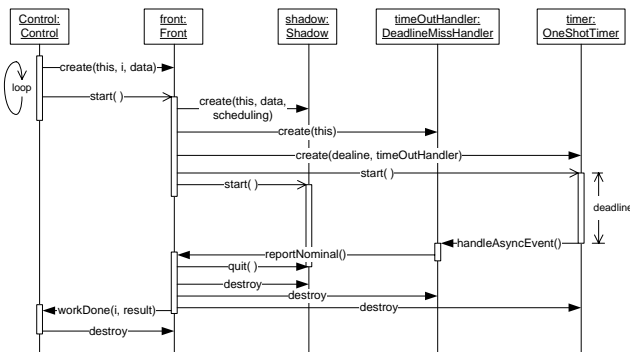 Control:
Control
front:
Front
shadow:
Shadow
timeOutHandler:
DeadlineMissHandler
timer:
OneShotTimer
create(this, i, data)
loop
start( )
create(this, data,
scheduling)
create(this)
create(dealine, timeOutHandler)
start( )
start( )
deadline
handleAsyncEvent()
reportNominal()
quit( )
destroy
destroy
workDone(i, result)
destroy
destroy